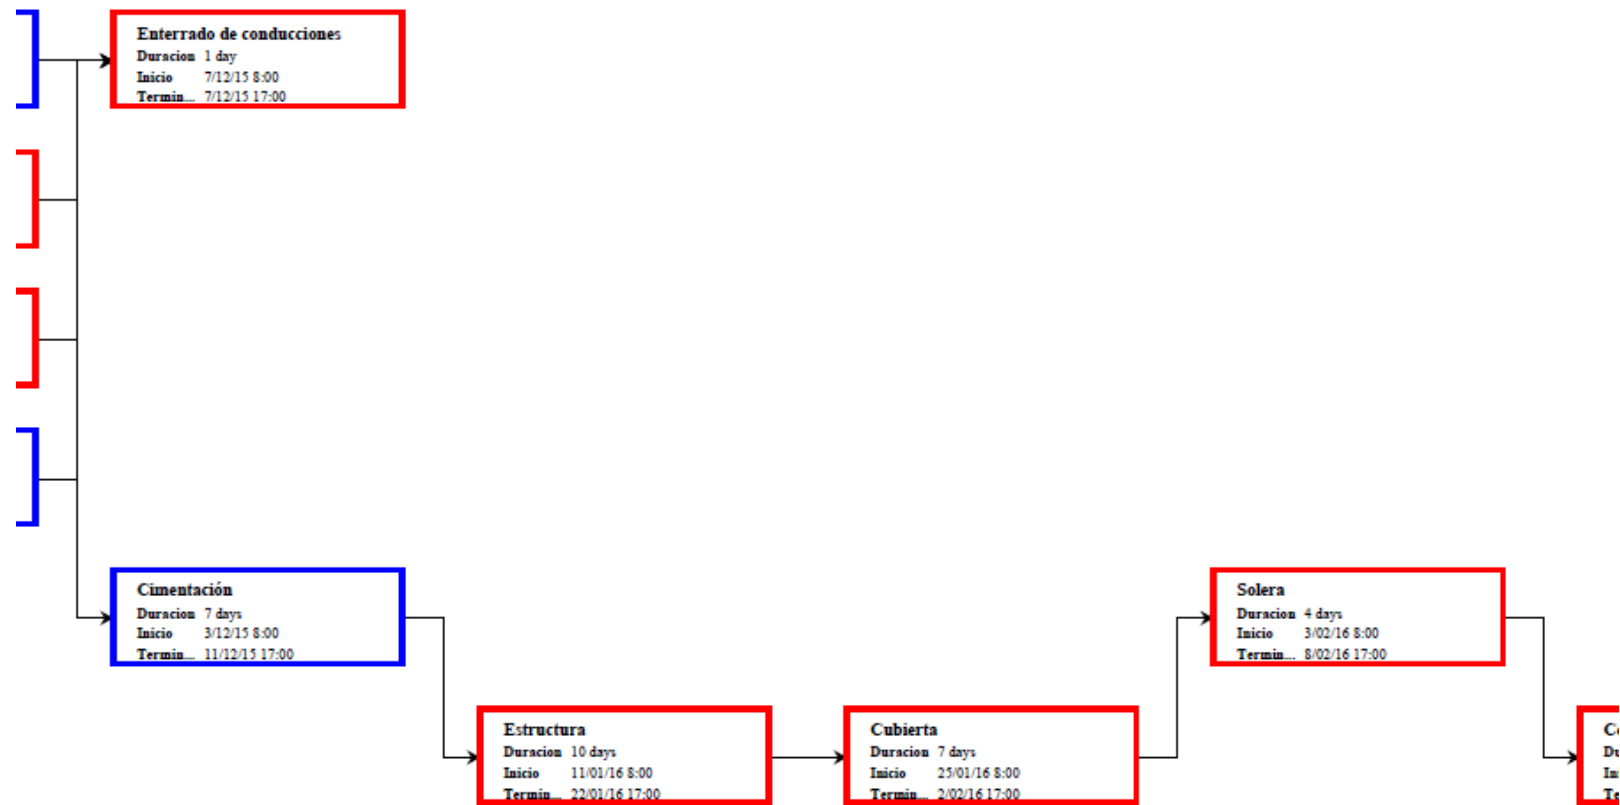 Enterrado de conducciones
Duracion 1 day
Inicio 7/12/15 8:00
Termin... 7/12/15 17:00
Cimentación
Duracion 7 days
Inicio 3/12/15 8:00
Termin... 11/12/15 17:00
Solera
Duracion 4 days
Inicio 3/02/16 8:00
Termin... 8/02/16 17:00
Estructura
Duracion 10 days
Inicio 11/01/16 8:00
Termin... 22/01/16 17:00
Cubierta
Duracion 7 days
Inicio 25/01/16 8:00
Termin... 2/02/16 17:00